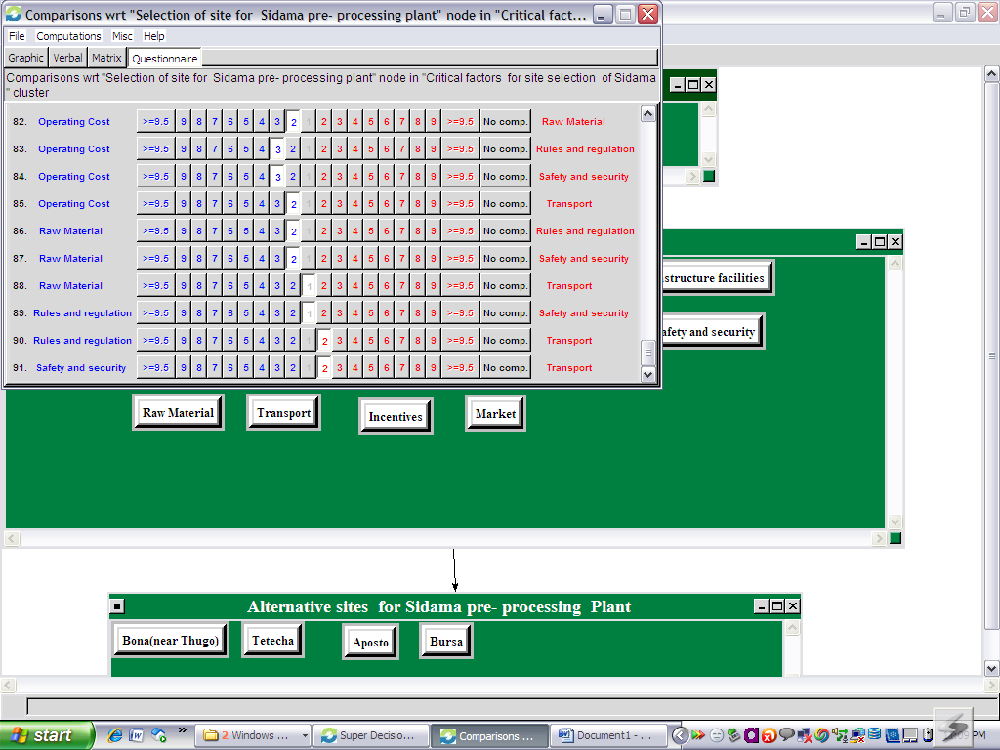 Comparisons wrt "Selection of site for Sidama pre- processing plant" node in "Critical fact...
File Computations Misc Help
Graphic Verbal Matrix Questionnaire
Comparisons wrt "Selection of site for Sidama pre- processing plant" node in "Critical factors for site selection of Sidama
" cluster
82. Operating Cost >=9.5 9 8 7 6 5 4 3 2 1 2 3 4 5 6 7 8 9 >=9.5 No comp. Raw Material
83. Operating Cost >=9.5 9 8 7 6 5 4 3 2 1 2 3 4 5 6 7 8 9 >=9.5 No comp. Rules and regulation
84. Operating Cost >=9.5 9 8 7 6 5 4 3 2 1 2 3 4 5 6 7 8 9 >=9.5 No comp. Safety and security
85. Operating Cost >=9.5 9 8 7 6 5 4 3 2 1 2 3 4 5 6 7 8 9 >=9.5 No comp. Transport
86. Raw Material >=9.5 9 8 7 6 5 4 3 2 1 2 3 4 5 6 7 8 9 >=9.5 No comp. Rules and regulation
87. Raw Material >=9.5 9 8 7 6 5 4 3 2 1 2 3 4 5 6 7 8 9 >=9.5 No comp. Safety and security
88. Raw Material >=9.5 9 8 7 6 5 4 3 2 1 2 3 4 5 6 7 8 9 >=9.5 No comp. Transport
89. Rules and regulation >=9.5 9 8 7 6 5 4 3 2 1 2 3 4 5 6 7 8 9 >=9.5 No comp. Safety and security
90. Rules and regulation >=9.5 9 8 7 6 5 4 3 2 1 2 3 4 5 6 7 8 9 >=9.5 No comp. Transport
91. Safety and security >=9.5 9 8 7 6 5 4 3 2 1 2 3 4 5 6 7 8 9 >=9.5 No comp. Transport
structure facilities
afety and security
Raw Material Transport Incentives Market
Alternative sites for Sidama pre- processing Plant
Bona(near Thugo) Tetecha Aposto Bursa
start 2 Windows ... Super Decisio... Comparisons ... Document1 - ... PM